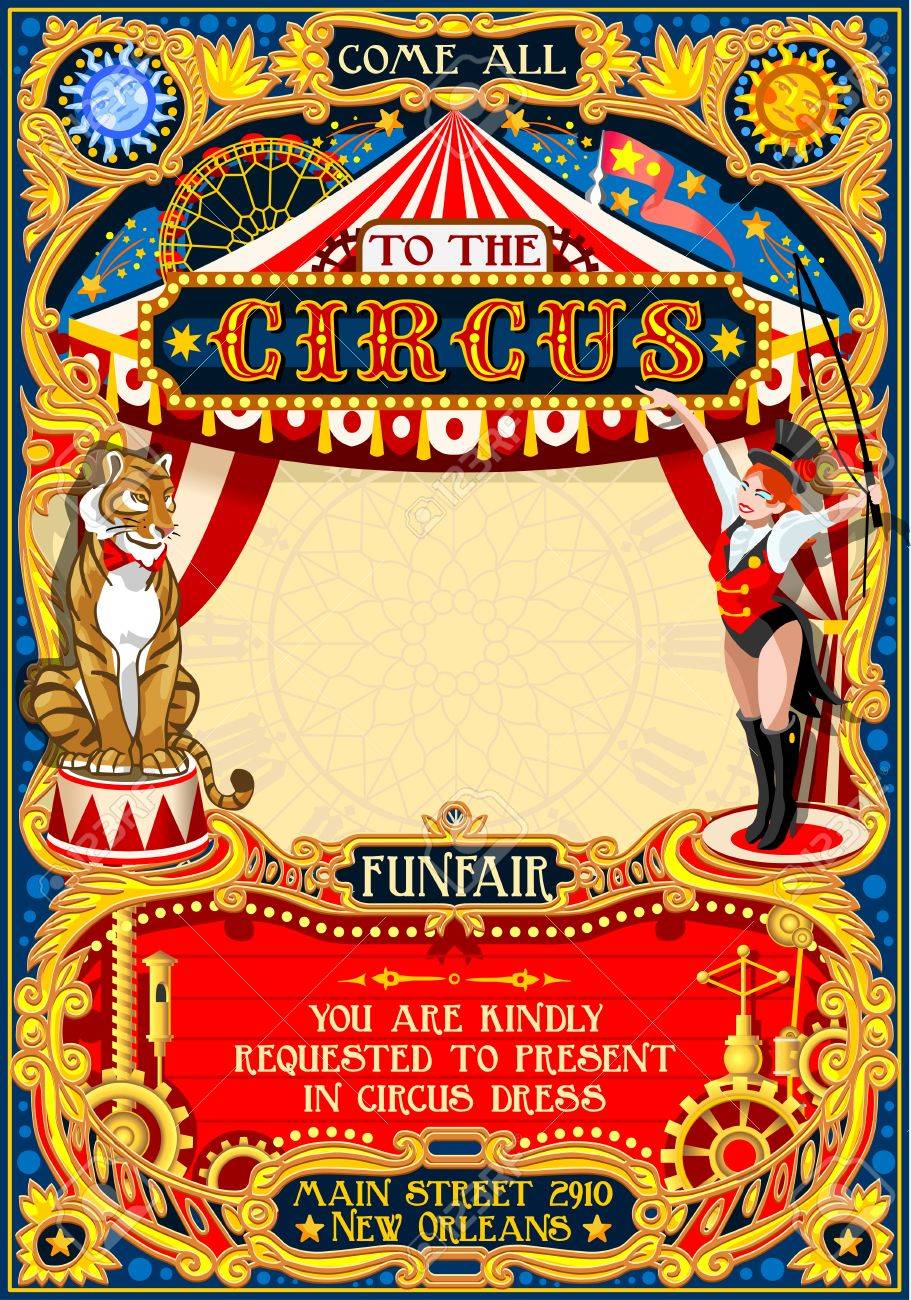 COME ALL
TO THE
CIRCUS
FUNFAIR
YOU ARE KINDLY
REQUESTED TO PRESENT
IN CIRCUS DRESS
MAIN STREET 2910
NEW ORLEANS
123RF